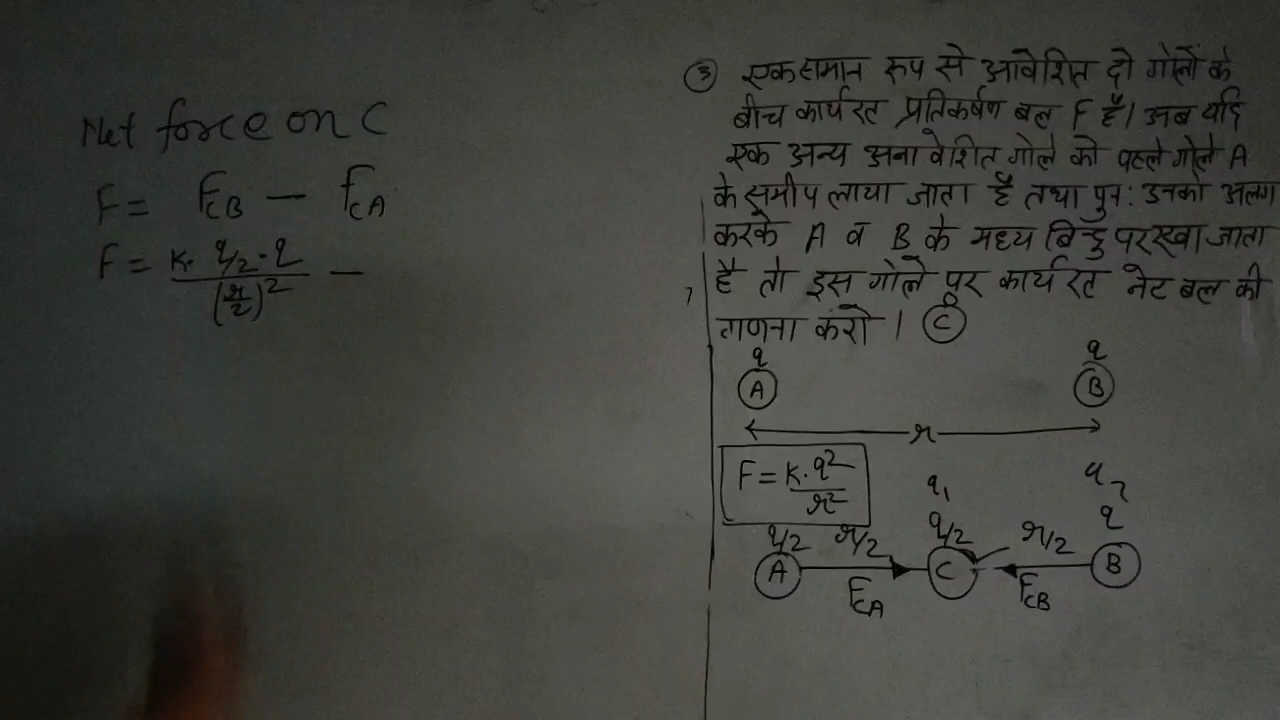 Net force on C
F = F_CB - F_CA
F = K. q/2 . q / (r/2)^2 -
③ एकसमान रूप से आवेशित दो गोलों के
बीच कार्यरत प्रतिकर्षण बल F है। अब यदि
एक अन्य अनावेशित गोले को पहले गोले A
के समीप लाया जाता है तथा पुन: उनको अलग
करके A व B के मध्य बिन्दु पर रखा जाता
है तो इस गोले पर कार्यरत नेट बल की
गणना करो। C
q q
A B
r
F = K.q^2 / r^2
q1 q2
q/2 r/2 q/2 r/2 q
A C B
F_CA F_CB